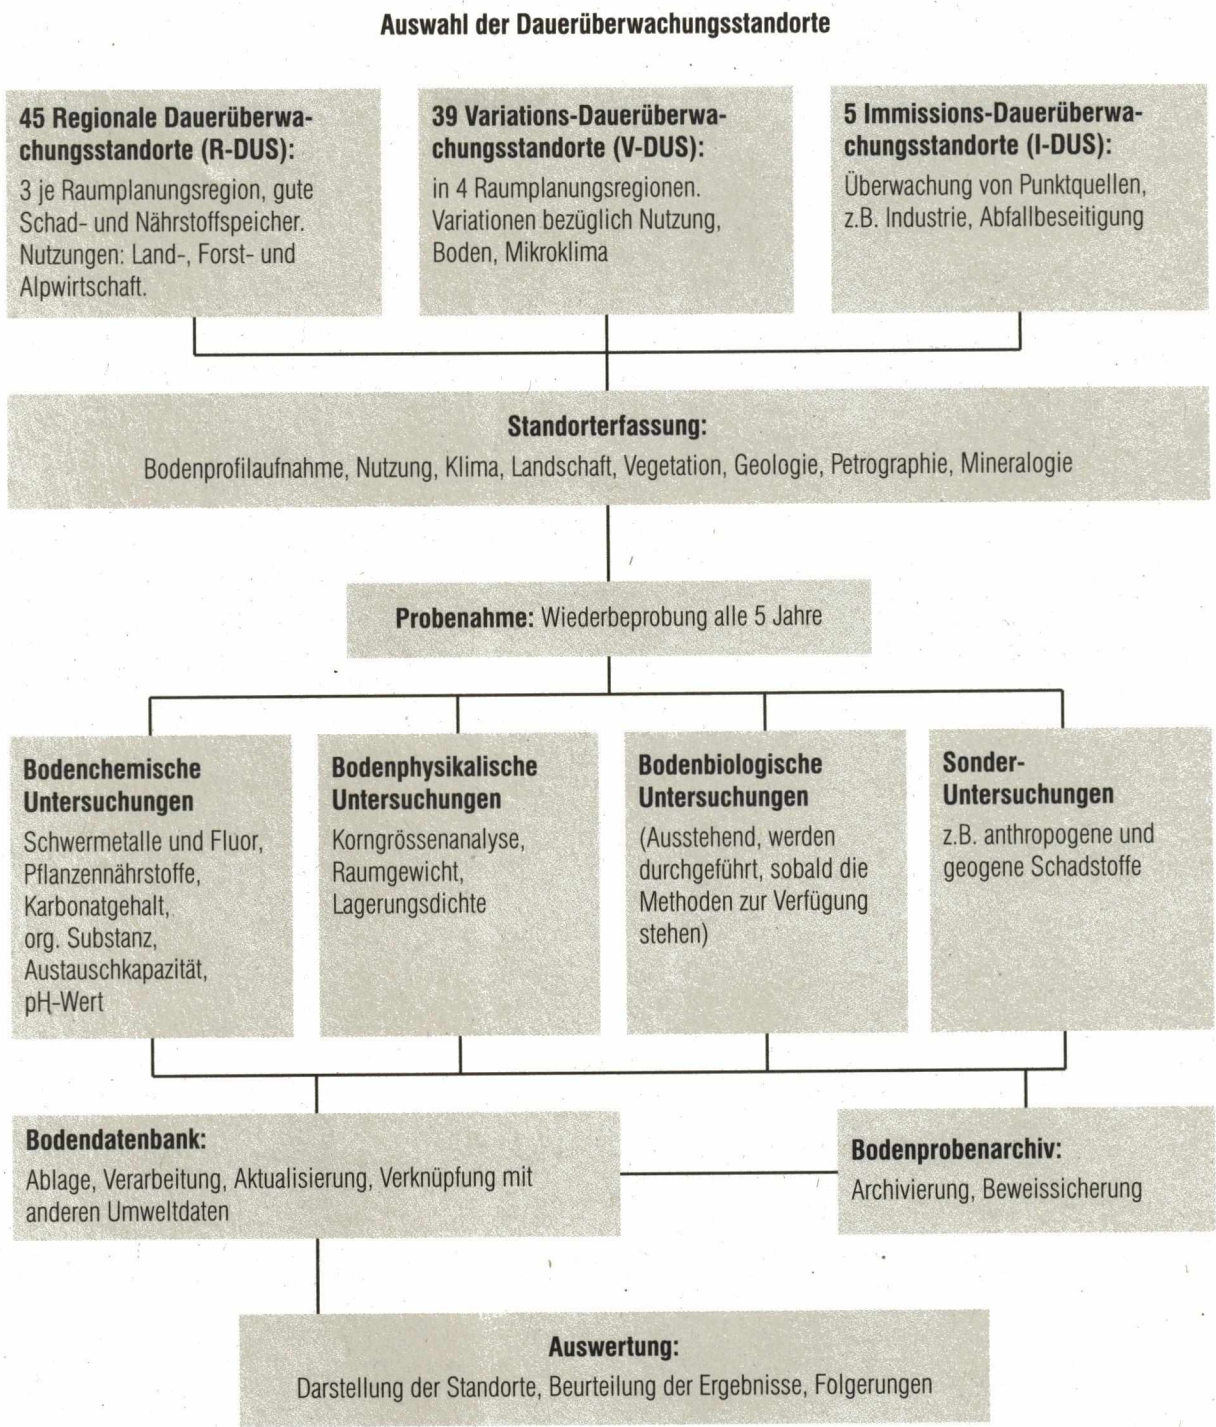 Auswahl der Dauerüberwachungsstandorte
45 Regionale Dauerüberwa-
chungsstandorte (R-DUS):
3 je Raumplanungsregion, gute
Schad- und Nährstoffspeicher.
Nutzungen: Land-, Forst- und
Alpwirtschaft.
39 Variations-Dauerüberwa-
chungsstandorte (V-DUS):
in 4 Raumplanungsregionen.
Variationen bezüglich Nutzung,
Boden, Mikroklima
5 Immissions-Dauerüberwa-
chungsstandorte (I-DUS):
Überwachung von Punktquellen,
z.B. Industrie, Abfallbeseitigung
Standorterfassung:
Bodenprofilaufnahme, Nutzung, Klima, Landschaft, Vegetation, Geologie, Petrographie, Mineralogie
Probenahme: Wiederbeprobung alle 5 Jahre
Bodenchemische
Untersuchungen
Schwermetalle und Fluor,
Pflanzennährstoffe,
Karbonatgehalt,
org. Substanz,
Austauschkapazität,
pH-Wert
Bodenphysikalische
Untersuchungen
Korngrössenanalyse,
Raumgewicht,
Lagerungsdichte
Bodenbiologische
Untersuchungen
(Ausstehend, werden
durchgeführt, sobald die
Methoden zur Verfügung
stehen)
Sonder-
Untersuchungen
z.B. anthropogene und
geogene Schadstoffe
Bodendatenbank:
Ablage, Verarbeitung, Aktualisierung, Verknüpfung mit
anderen Umweltdaten
Bodenprobenarchiv:
Archivierung, Beweissicherung
Auswertung:
Darstellung der Standorte, Beurteilung der Ergebnisse, Folgerungen